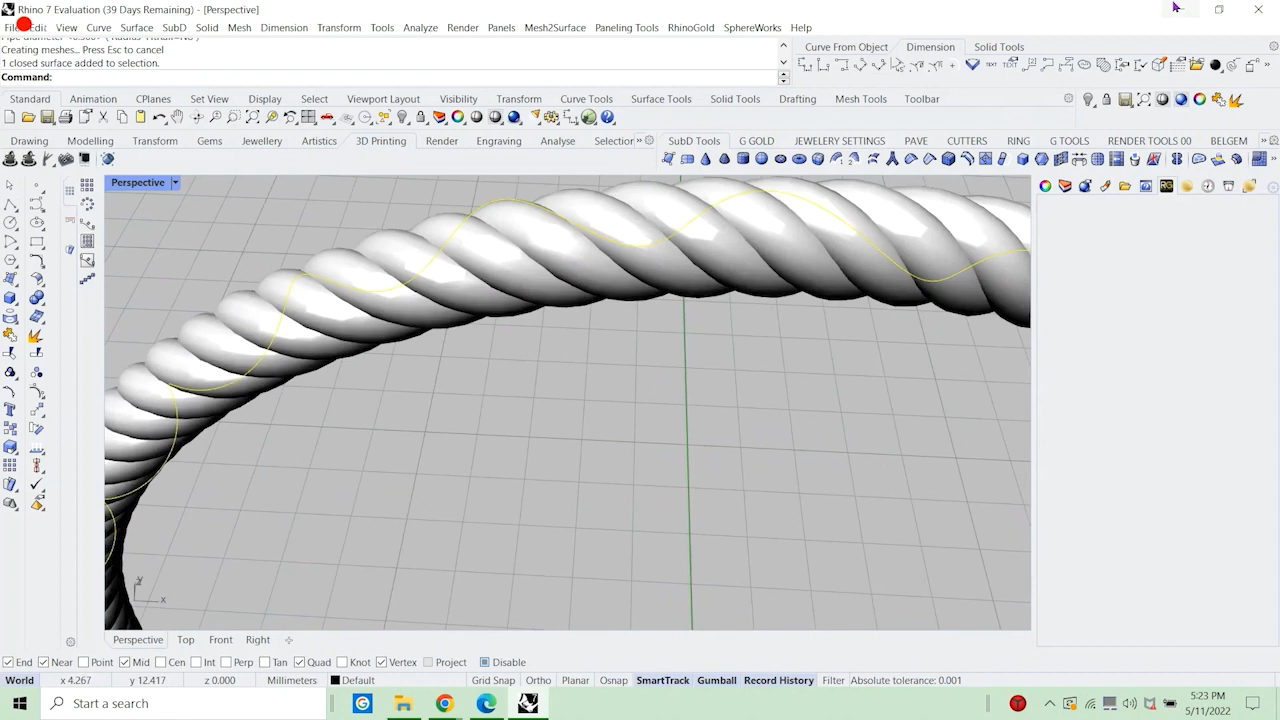 Rhino 7 Evaluation (39 Days Remaining) - [Perspective]
File Edit View Curve Surface SubD Solid Mesh Dimension Transform Tools Analyze Render Panels Mesh2Surface Paneling Tools RhinoGold SphereWorks Help
Creating meshes... Press Esc to cancel
1 closed surface added to selection.
Command:
Curve From Object Dimension Solid Tools
Standard Animation CPlanes Set View Display Select Viewport Layout Visibility Transform Curve Tools Surface Tools Solid Tools Drafting Mesh Tools Toolbar
Drawing Modelling Transform Gems Jewellery Artistics 3D Printing Render Engraving Analyse Selection »
SubD Tools G GOLD JEWELERY SETTINGS PAVE CUTTERS RING G TOOLS RENDER TOOLS 00 BELGEM »
Perspective
y
x
Perspective Top Front Right
End Near Point Mid Cen Int Perp Tan Quad Knot Vertex Project Disable
World x 4.267 y 12.417 z 0.000 Millimeters Default Grid Snap Ortho Planar Osnap SmartTrack Gumball Record History Filter Absolute tolerance: 0.001
Start a search
5:23 PM
5/11/2022